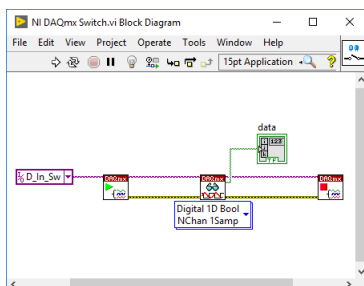 NI DAQmx Switch.vi Block Diagram
File Edit View Project Operate Tools Window Help
15pt Application
data
D_In_Sw
DAQmx
DAQmx
DAQmx
Digital 1D Bool
NChan 1Samp